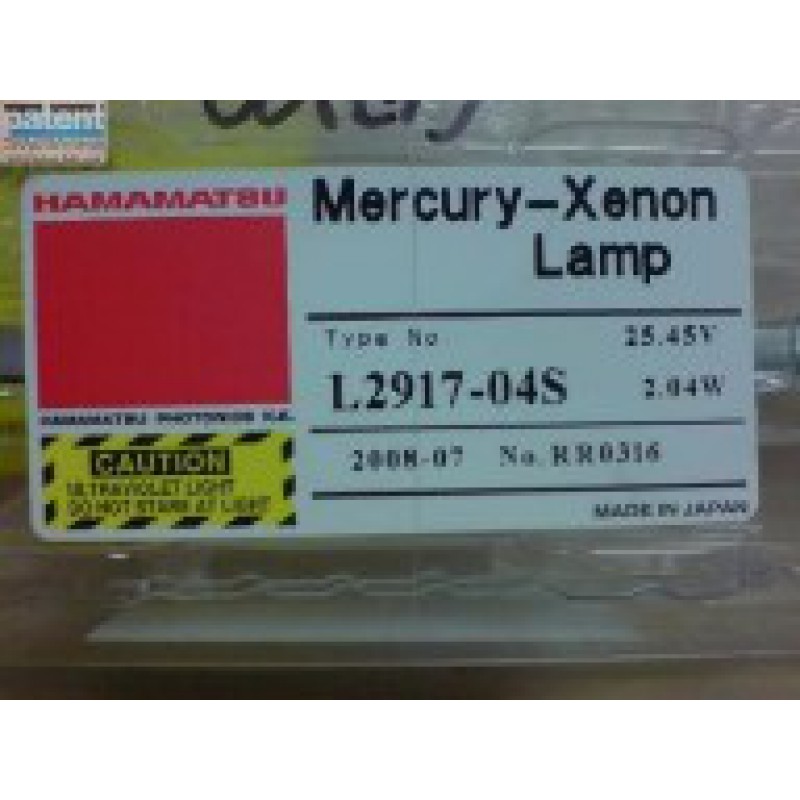 patent
HAMAMATSU
HAMAMATSU PHOTONICS K.K.
CAUTION
ULTRAVIOLET LIGHT
DO NOT STARE AT LIGHT
Mercury-Xenon
Lamp
Type No 25.45V
L2917-04S 2.04W
2008-07 No. RR0316
MADE IN JAPAN